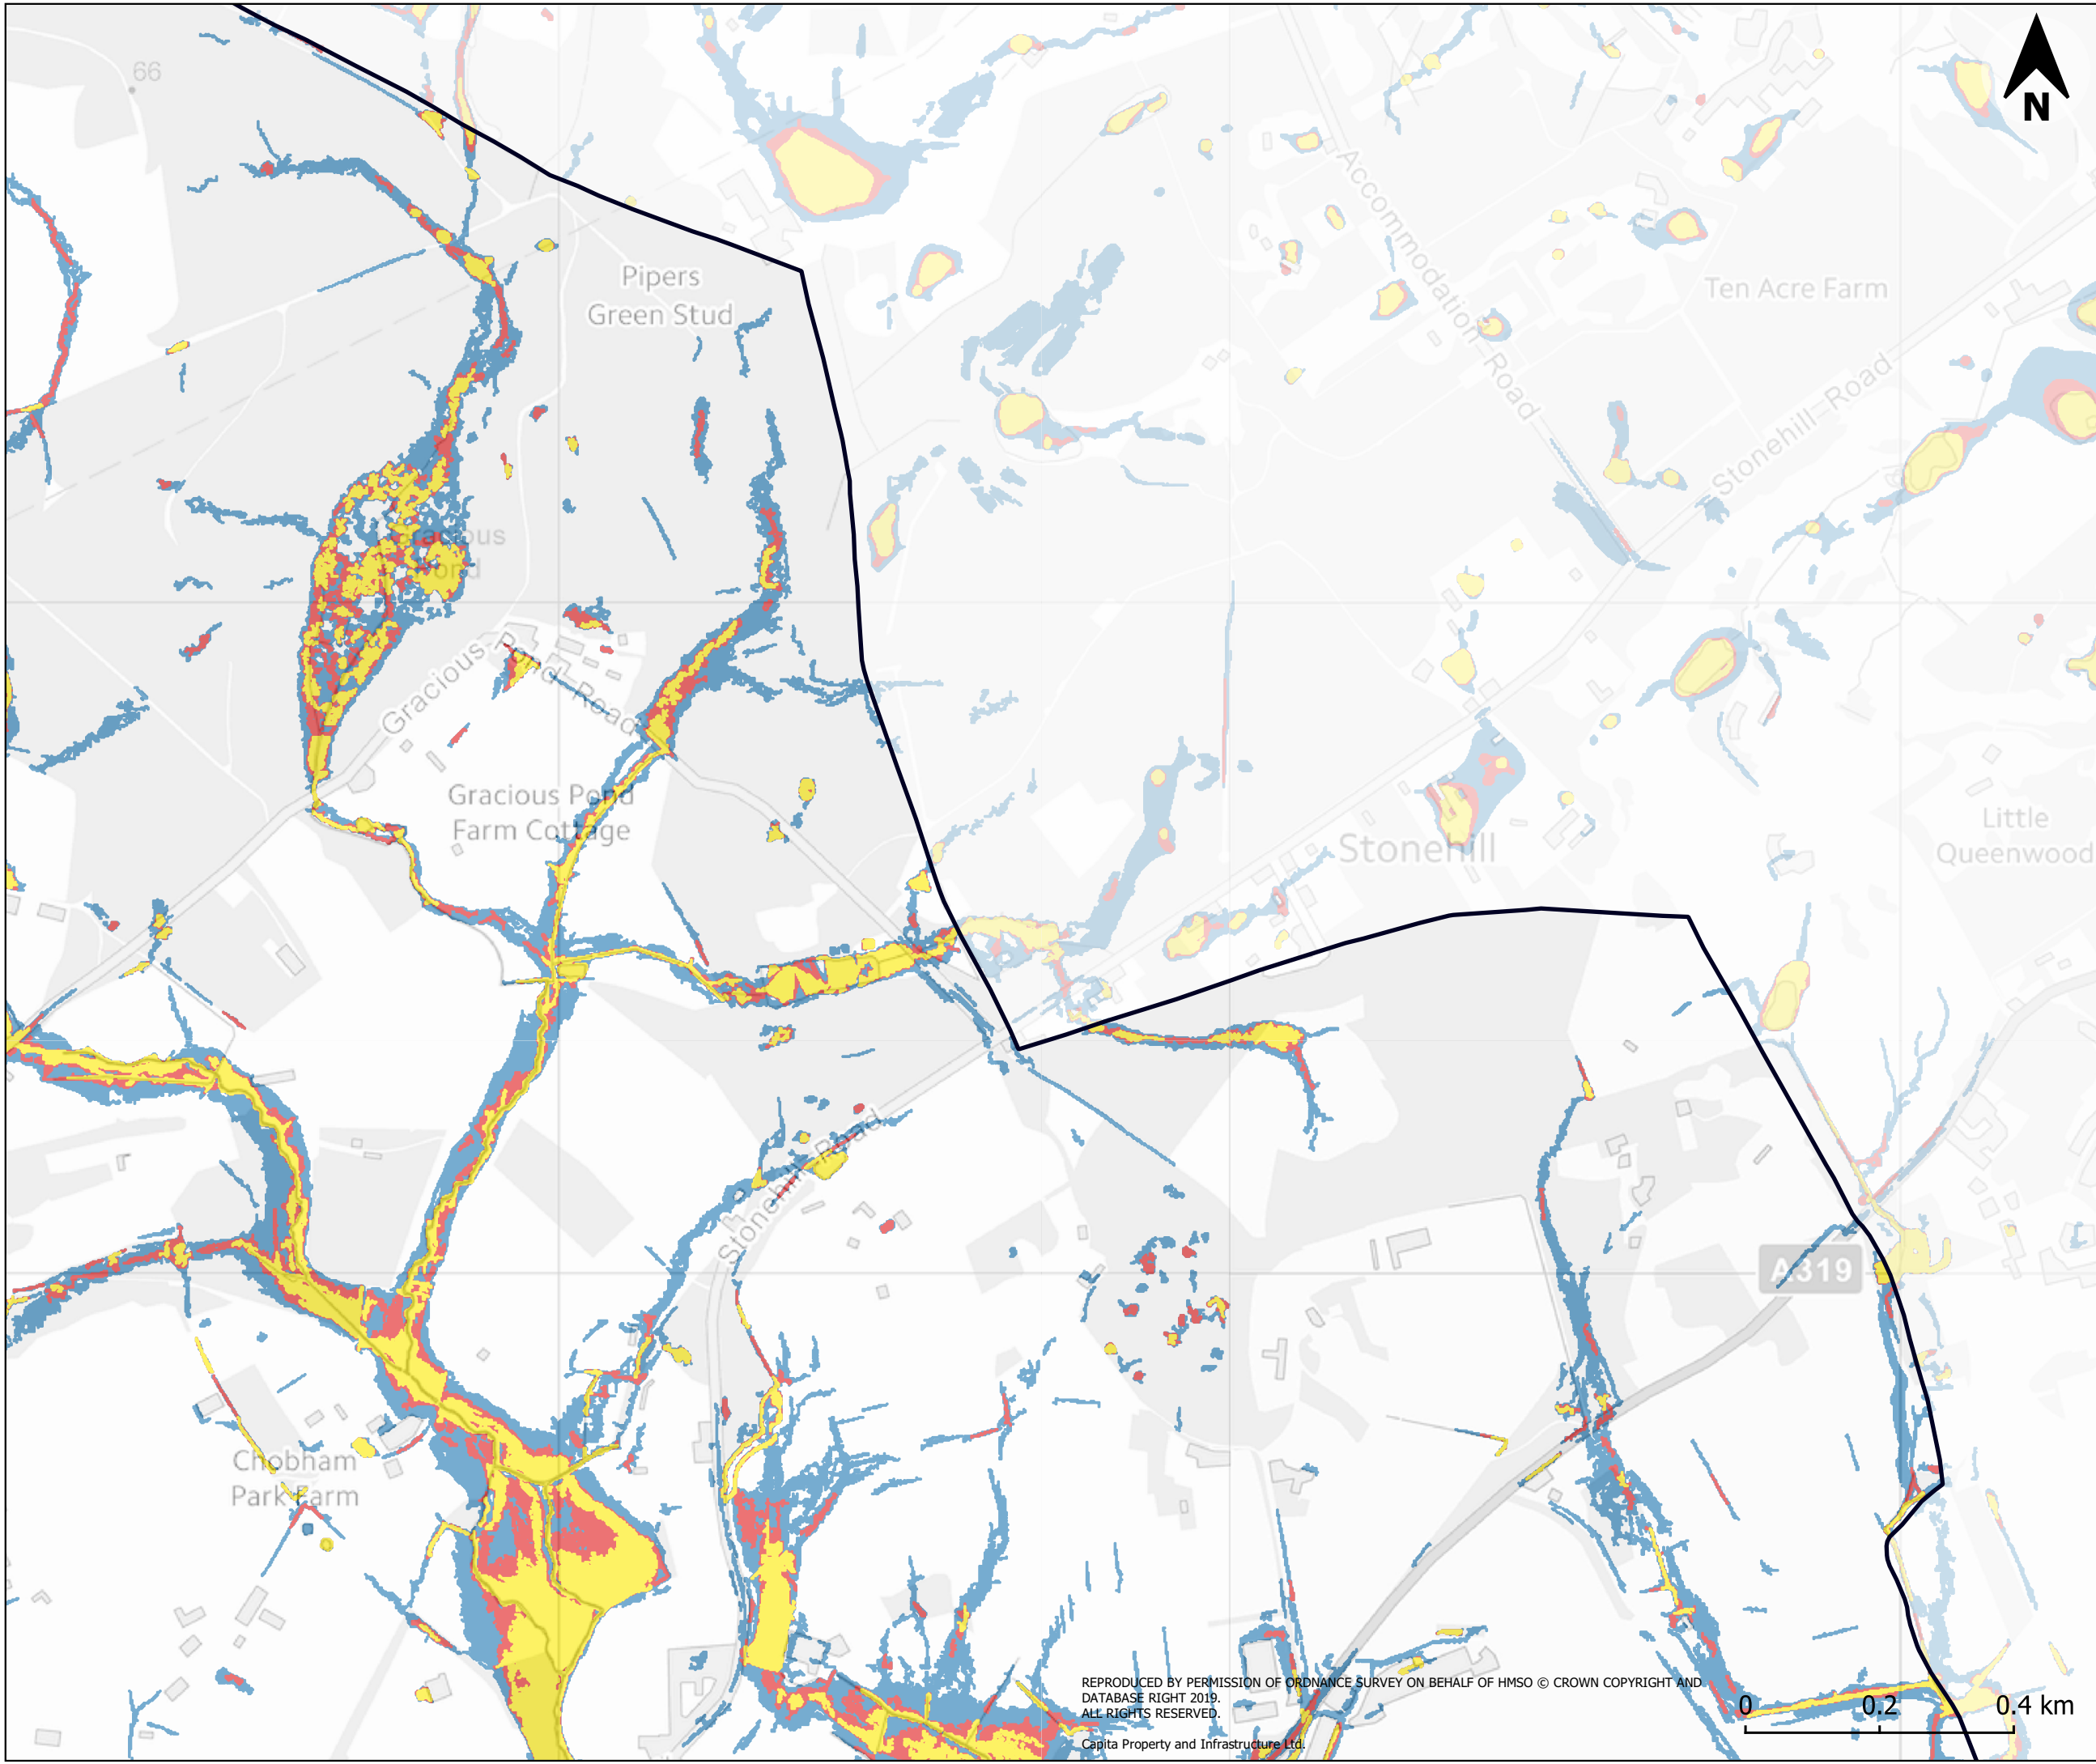 66
N
Accommodation Road
Pipers
Green Stud
Ten Acre Farm
Stonehill Road
Gracious
Pond
Gracious Pond Road
Gracious Pond
Farm Cottage
Stonehill
Little
Queenwood
Stonehill Road
A319
Chobham
Park Farm
REPRODUCED BY PERMISSION OF ORDNANCE SURVEY ON BEHALF OF HMSO © CROWN COPYRIGHT AND
DATABASE RIGHT 2019.
ALL RIGHTS RESERVED.
Capita Property and Infrastructure Ltd.
0 0.2 0.4 km